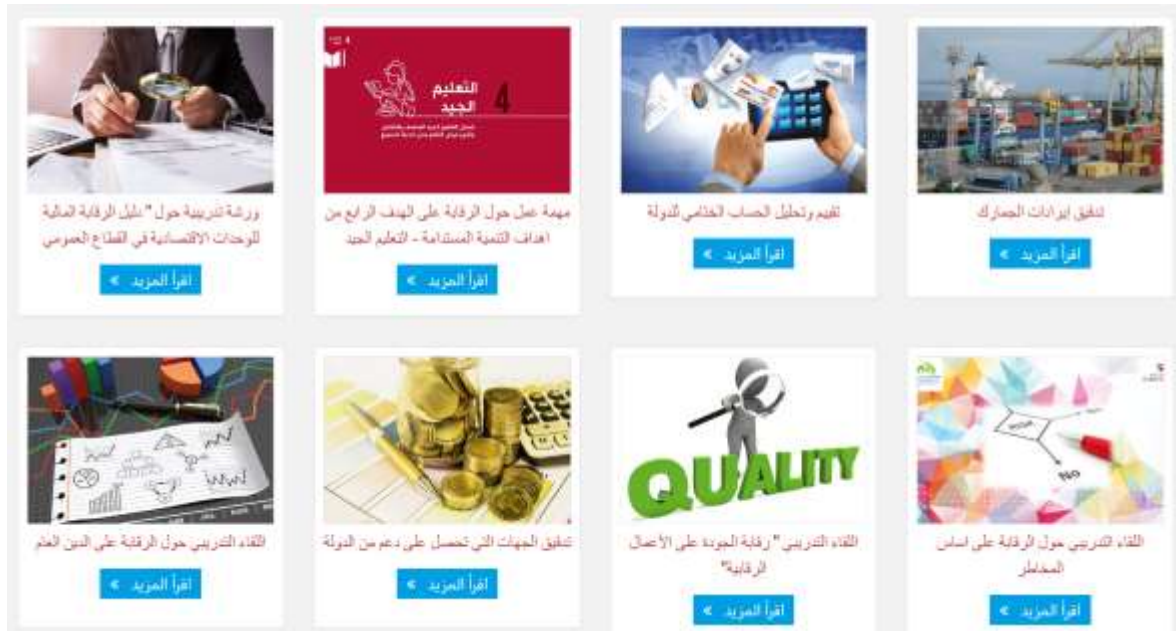 4
التعليم
الجيد
تدقيق ايرادات الجمارك
اقرأ المزيد »
تقييم وتحليل الحساب الختامي للدولة
اقرأ المزيد »
مهمة عمل حول الرقابة على الهدف الرابع من
اهداف التنمية المستدامة - التعليم الجيد
اقرأ المزيد »
ورشة تدريبية حول " دليل الرقابة المالية
للوحدات الاقتصادية في القطاع العمومي
اقرأ المزيد »
No
اللقاء التدريبي حول الرقابة على اساس
المخاطر
اقرأ المزيد »
QUALITY
اللقاء التدريبي " رقابة الجودة على الأعمال
الرقابية"
اقرأ المزيد »
تدقيق الجهات التي تحصل على دعم من الدولة
اقرأ المزيد »
اللقاء التدريبي حول الرقابة على الدين العام
اقرأ المزيد »